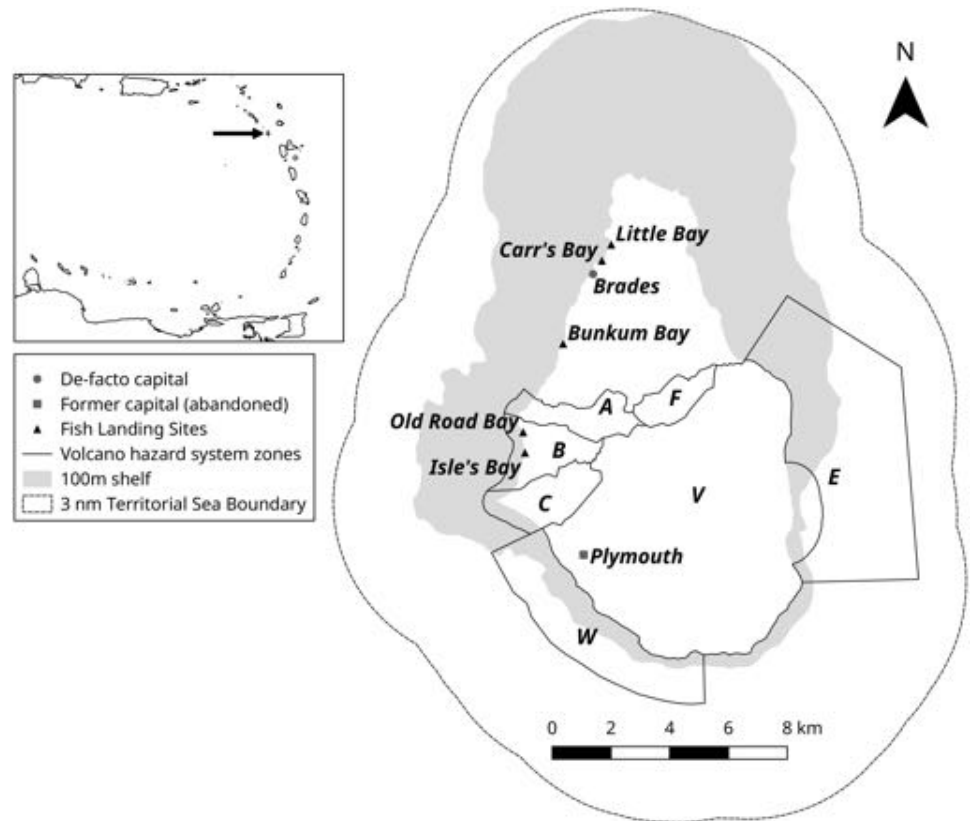 N
Little Bay
Carr's Bay
Brades
Bunkum Bay
De-facto capital
Former capital (abandoned)
Fish Landing Sites
Volcano hazard system zones
100m shelf
3 nm Territorial Sea Boundary
A
F
Old Road Bay
B
Isle's Bay
E
C
V
Plymouth
W
0 2 4 6 8 km